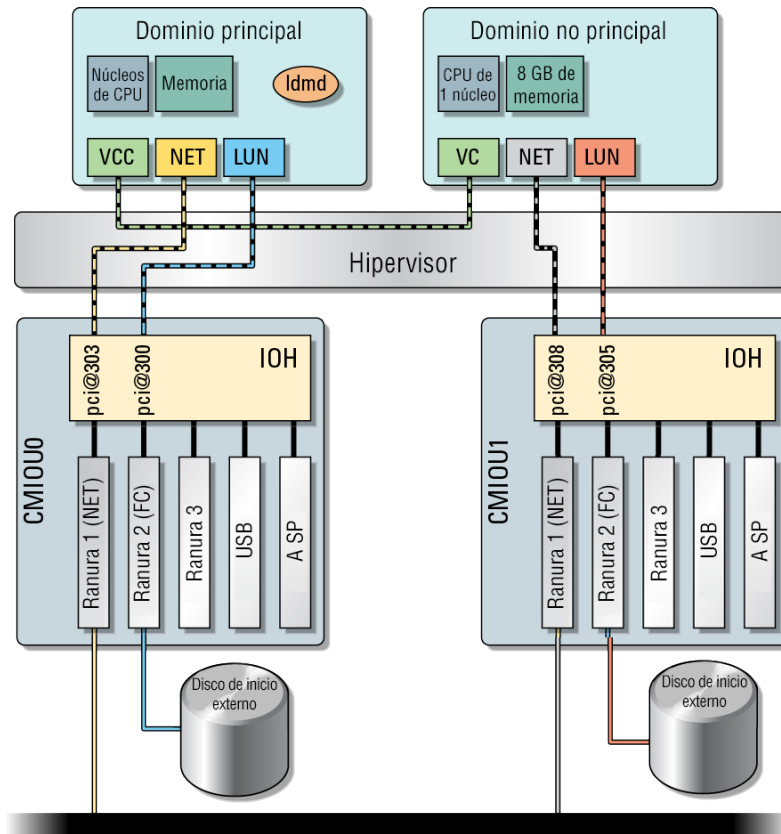 Dominio principal
Núcleos
de CPU
Memoria
ldmd
VCC
NET
LUN
Dominio no principal
CPU de
1 núcleo
8 GB de
memoria
VC
NET
LUN
Hipervisor
CMIOU0
pci@303
pci@300
IOH
Ranura 1 (NET)
Ranura 2 (FC)
Ranura 3
USB
A SP
Disco de inicio
externo
CMIOU1
pci@308
pci@305
IOH
Ranura 1 (NET)
Ranura 2 (FC)
Ranura 3
USB
A SP
Disco de inicio
externo